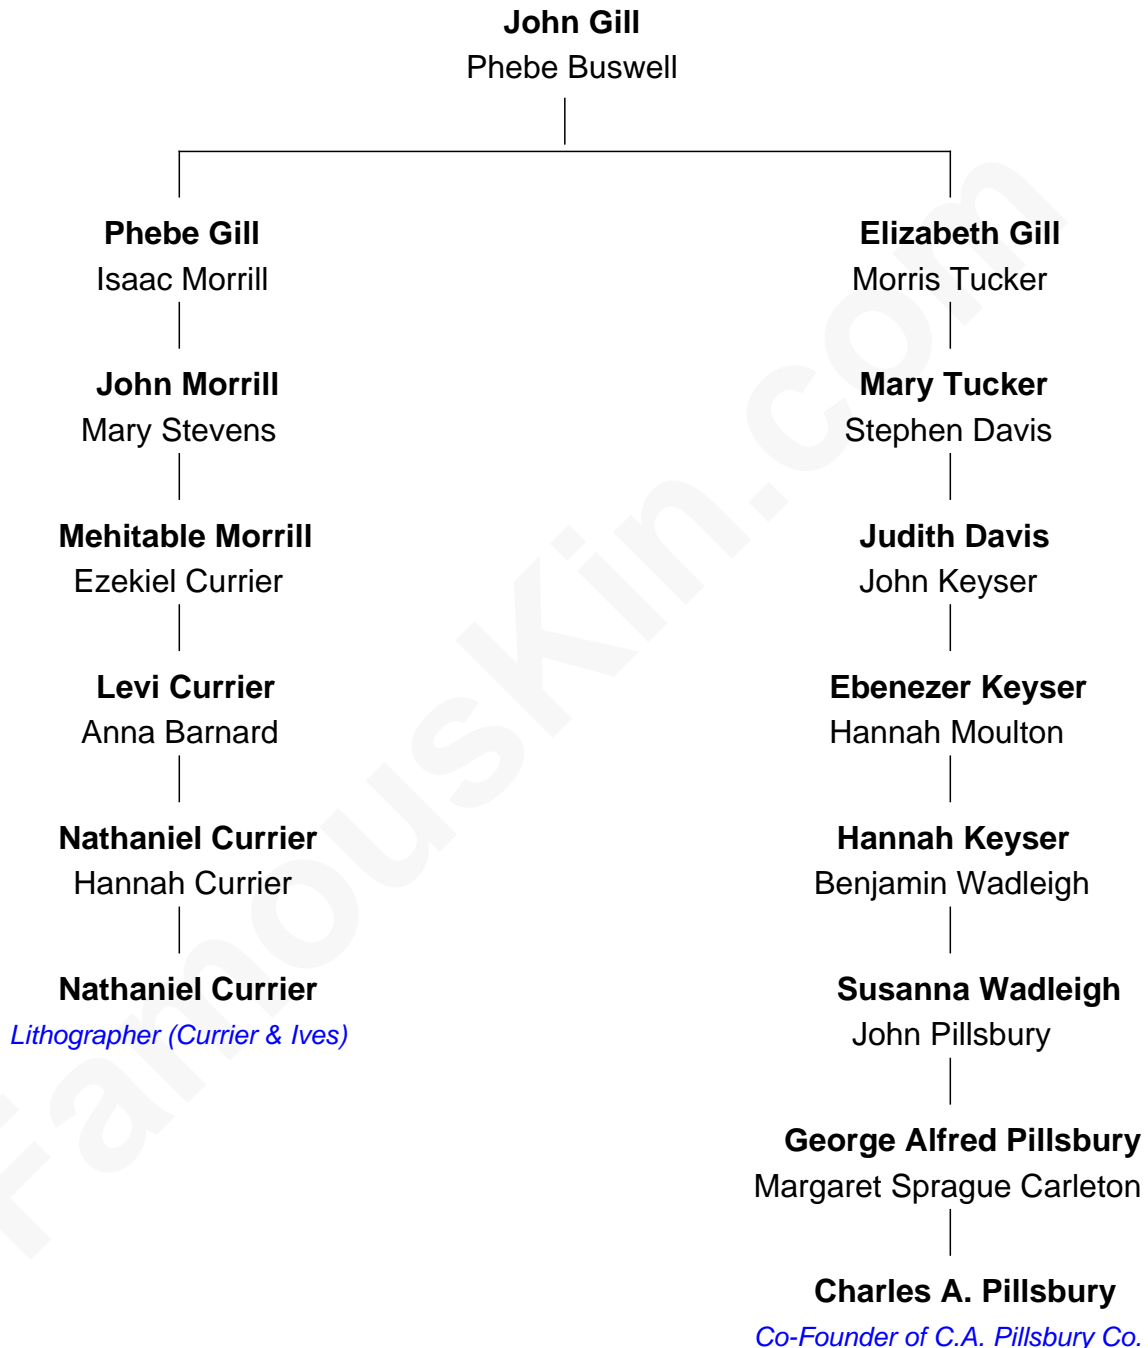 John Gill
Phebe Buswell
Phebe Gill
Isaac Morrill
John Morrill
Mary Stevens
Mehitable Morrill
Ezekiel Currier
Levi Currier
Anna Barnard
Nathaniel Currier
Hannah Currier
Nathaniel Currier
Lithographer (Currier & Ives)
Elizabeth Gill
Morris Tucker
Mary Tucker
Stephen Davis
Judith Davis
John Keyser
Ebenezer Keyser
Hannah Moulton
Hannah Keyser
Benjamin Wadleigh
Susanna Wadleigh
John Pillsbury
George Alfred Pillsbury
Margaret Sprague Carleton
Charles A. Pillsbury
Co-Founder of C.A. Pillsbury Co.
FamousKin.com